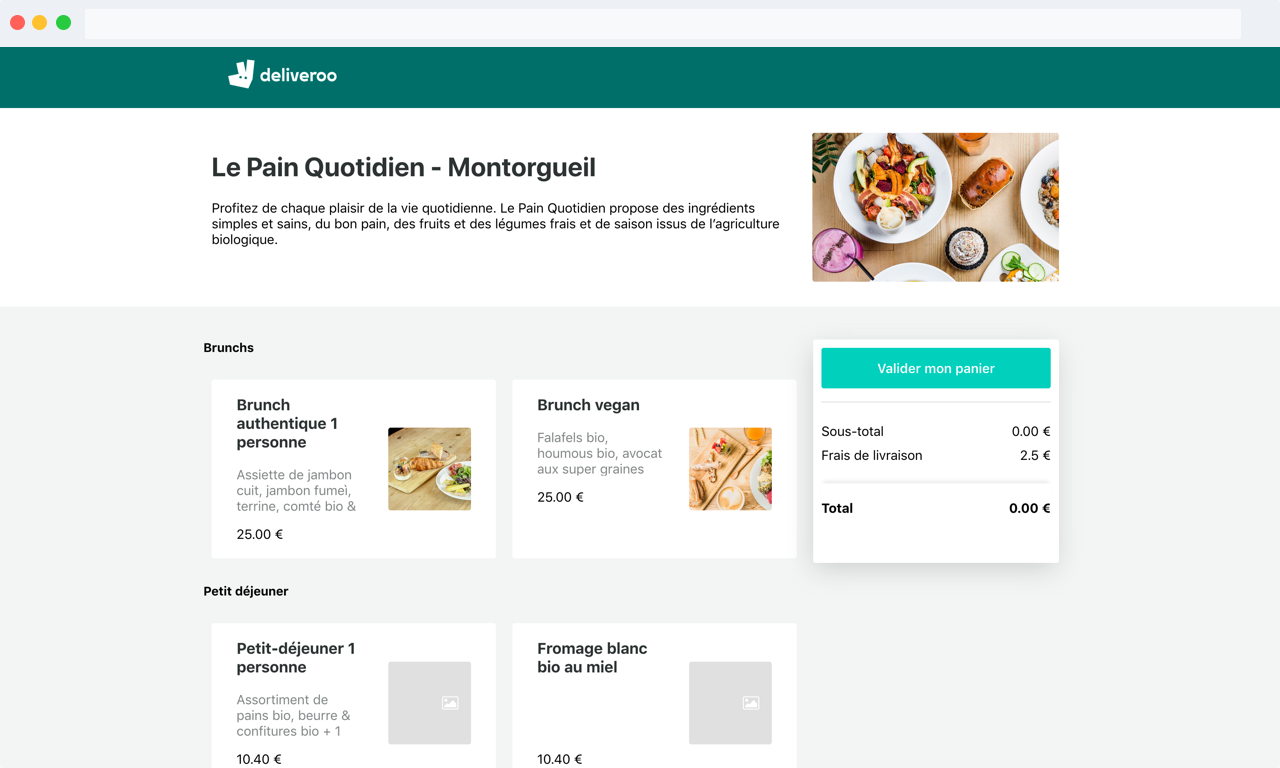 deliveroo
Le Pain Quotidien - Montorgueil
Profitez de chaque plaisir de la vie quotidienne. Le Pain Quotidien propose des ingrédients
simples et sains, du bon pain, des fruits et des légumes frais et de saison issus de l’agriculture
biologique.
Brunchs
Brunch
authentique 1
personne
Assiette de jambon
cuit, jambon fumeì,
terrine, comté bio &
25.00 €
Brunch vegan
Falafels bio,
houmous bio, avocat
aux super graines
25.00 €
Valider mon panier
Sous-total 0.00 €
Frais de livraison 2.5 €
Total 0.00 €
Petit déjeuner
Petit-déjeuner 1
personne
Assortiment de
pains bio, beurre &
confitures bio + 1
10.40 €
Fromage blanc
bio au miel
10.40 €